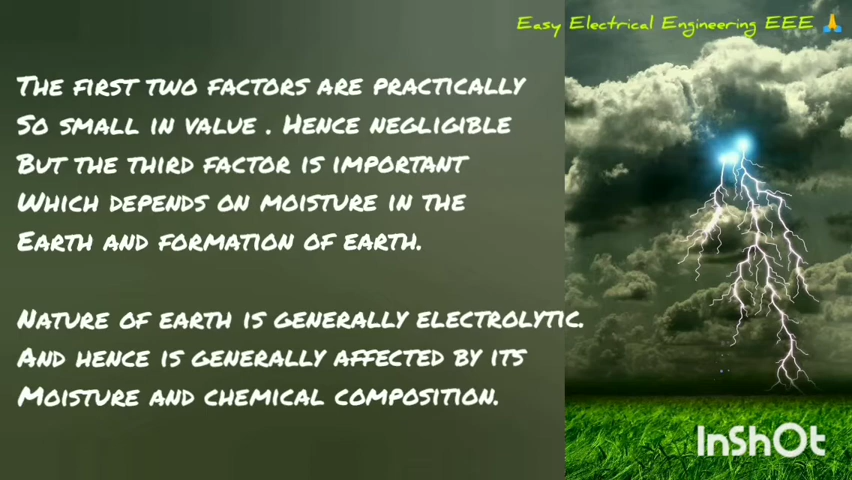 Easy Electrical Engineering EEE 🙏
The first two factors are practically
So small in value . Hence negligible
But the third factor is important
Which depends on moisture in the
Earth and formation of earth.
Nature of earth is generally electrolytic.
And hence is generally affected by its
Moisture and chemical composition.
InShOt